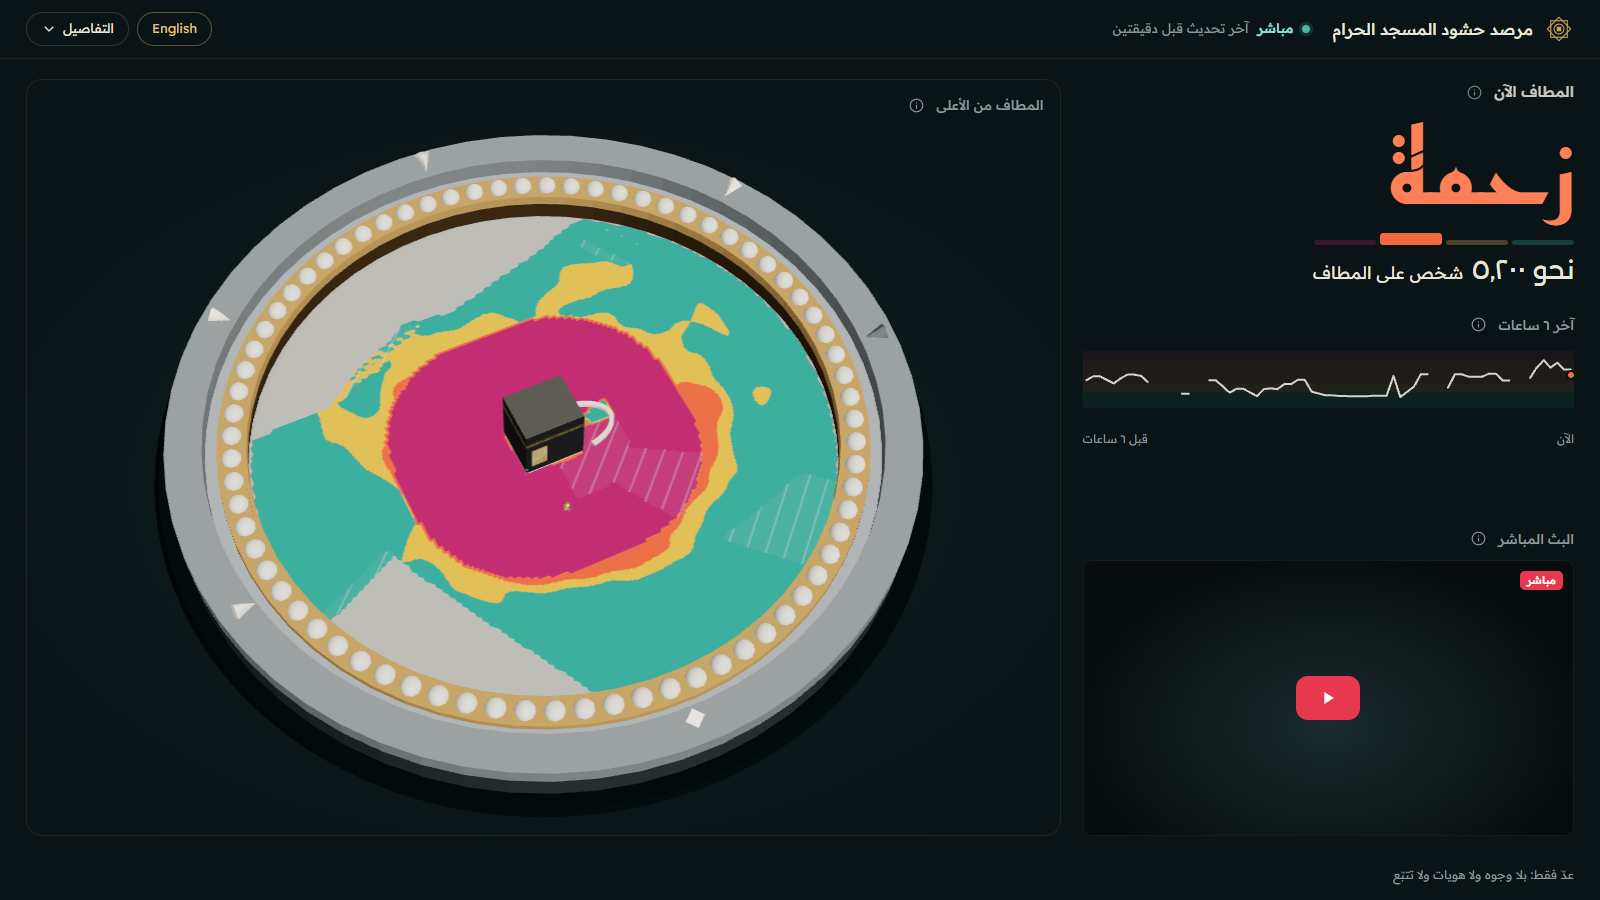 مرصد حشود المسجد الحرام
مباشر آخر تحديث قبل دقيقتين
English
التفاصيل
المطاف الآن
زحمة
نحو ٥,٢٠٠ شخص على المطاف
آخر ٦ ساعات
الآن
قبل ٦ ساعات
البث المباشر
مباشر
المطاف من الأعلى
عدّ فقط: بلا وجوه ولا هويات ولا تتبّع